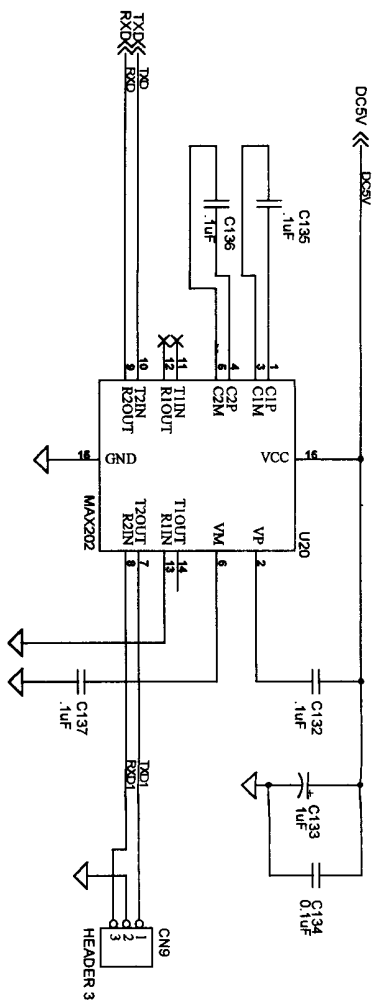 TXD
RXD
TXD
RXD
DC5V
DC5V
C135
.1uF
C136
.1uF
1
3
4
5
11
12
10
9
C1P
C1M
C2P
C2M
T1IN
R1OUT
T2IN
R2OUT
16
VCC
GND
15
U20
MAX202
VP
VM
T1OUT
R1IN
T2OUT
R2IN
2
6
14
13
7
8
C132
.1uF
C137
.1uF
TXD1
RXD1
C133
1uF
+
C134
0.1uF
CN9
1
2
3
HEADER 3